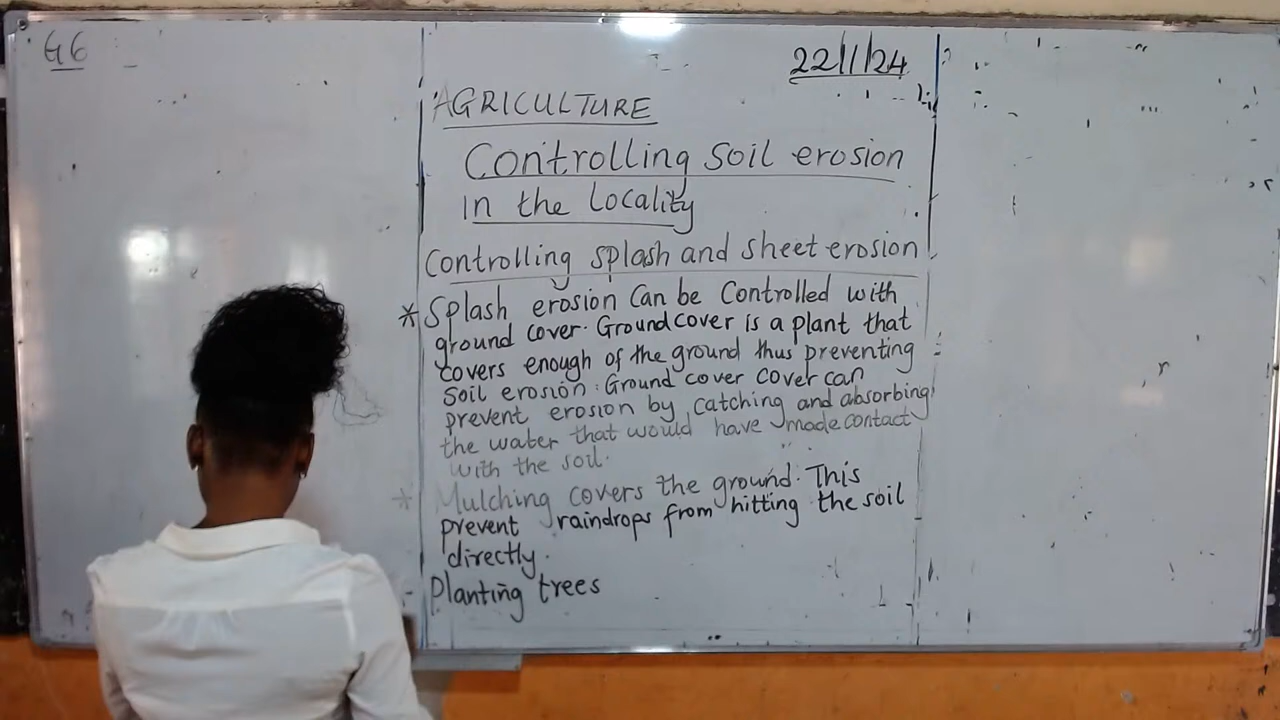 G6
22/1/24
AGRICULTURE
Controlling soil erosion
in the locality
Controlling splash and sheet erosion
* Splash erosion Can be Controlled with
ground cover. Ground cover is a plant that
covers enough of the ground thus preventing
soil erosion. Ground cover cover can
prevent erosion by catching and absorbing
the water that would have made contact
with the soil.
* Mulching covers the ground. This
prevent raindrops from hitting the soil
directly.
Planting trees